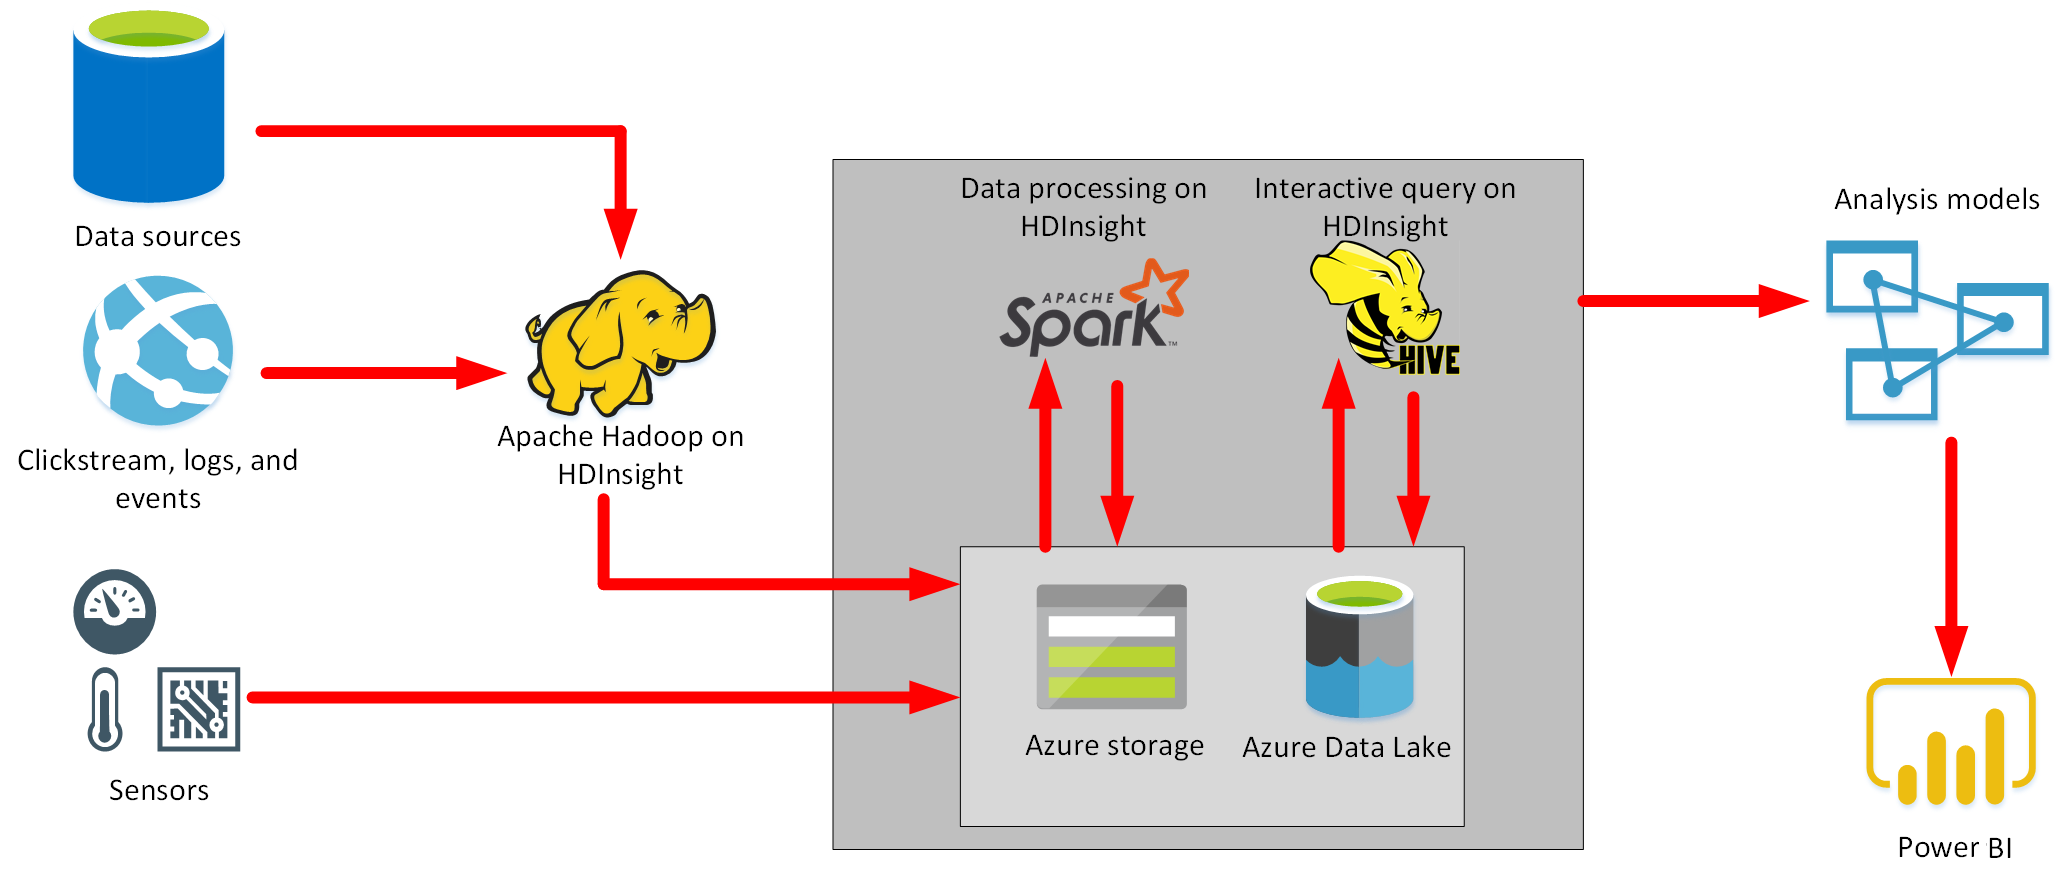 Data sources
Clickstream, logs, and
events
Sensors
Apache Hadoop on
HDInsight
Data processing on
HDInsight
APACHE
Spark™
Interactive query on
HDInsight
HIVE
Azure storage
Azure Data Lake
Analysis models
Power BI